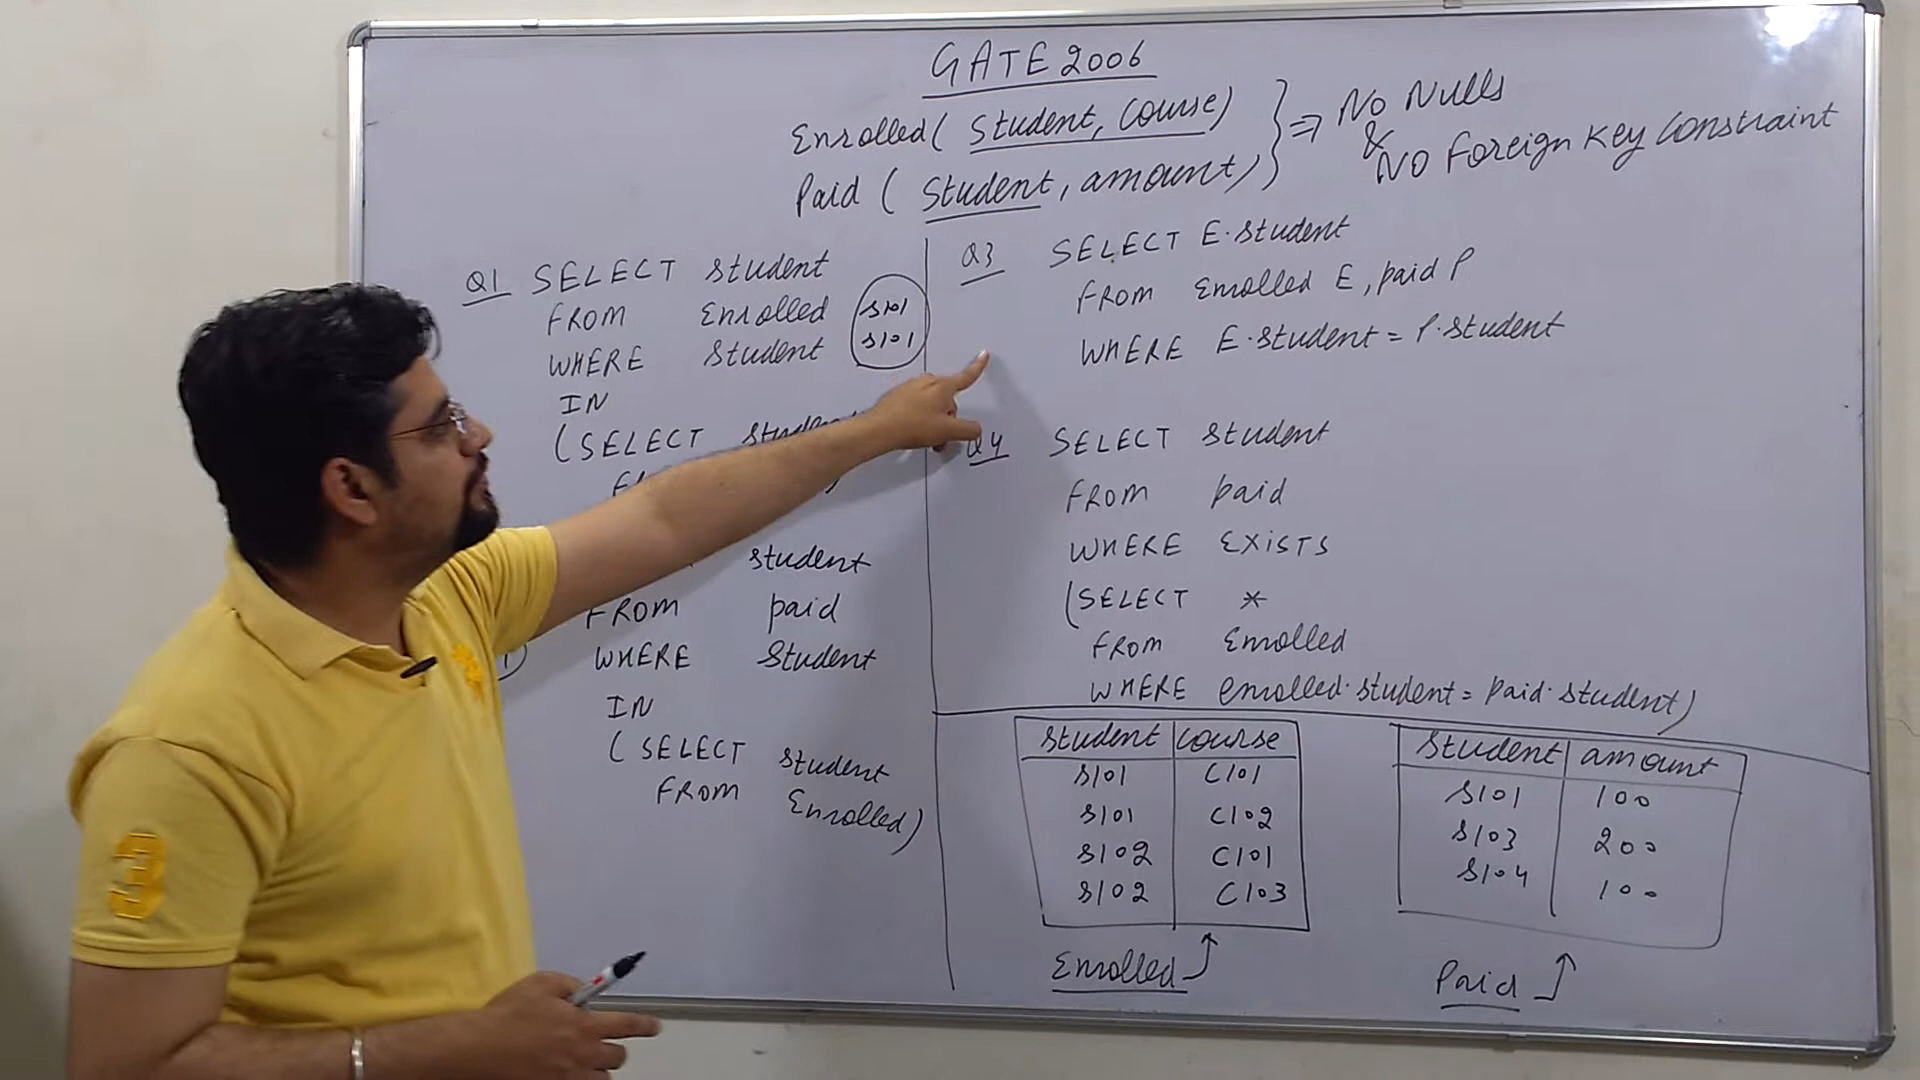 GATE 2006
Enrolled ( Student, Course) } ⇒ No Nulls
&
No Foreign Key Constraint
Paid ( Student, amount)
Q1 SELECT Student
FROM Enrolled
WHERE Student
IN
(SELECT
S101
S101
student
FROM paid
WHERE Student
IN
( SELECT student
FROM Enrolled)
Q3 SELECT E.Student
FROM Enrolled E, paid P
WHERE E.Student = P.Student
Q4 SELECT Student
FROM paid
WHERE EXISTS
(SELECT *
FROM Enrolled
WHERE enrolled.student = paid.student)
Student course
S101 C101
S101 C102
S102 C101
S102 C103
Enrolled
Student amount
S101 100
S103 200
S104 100
Paid
3